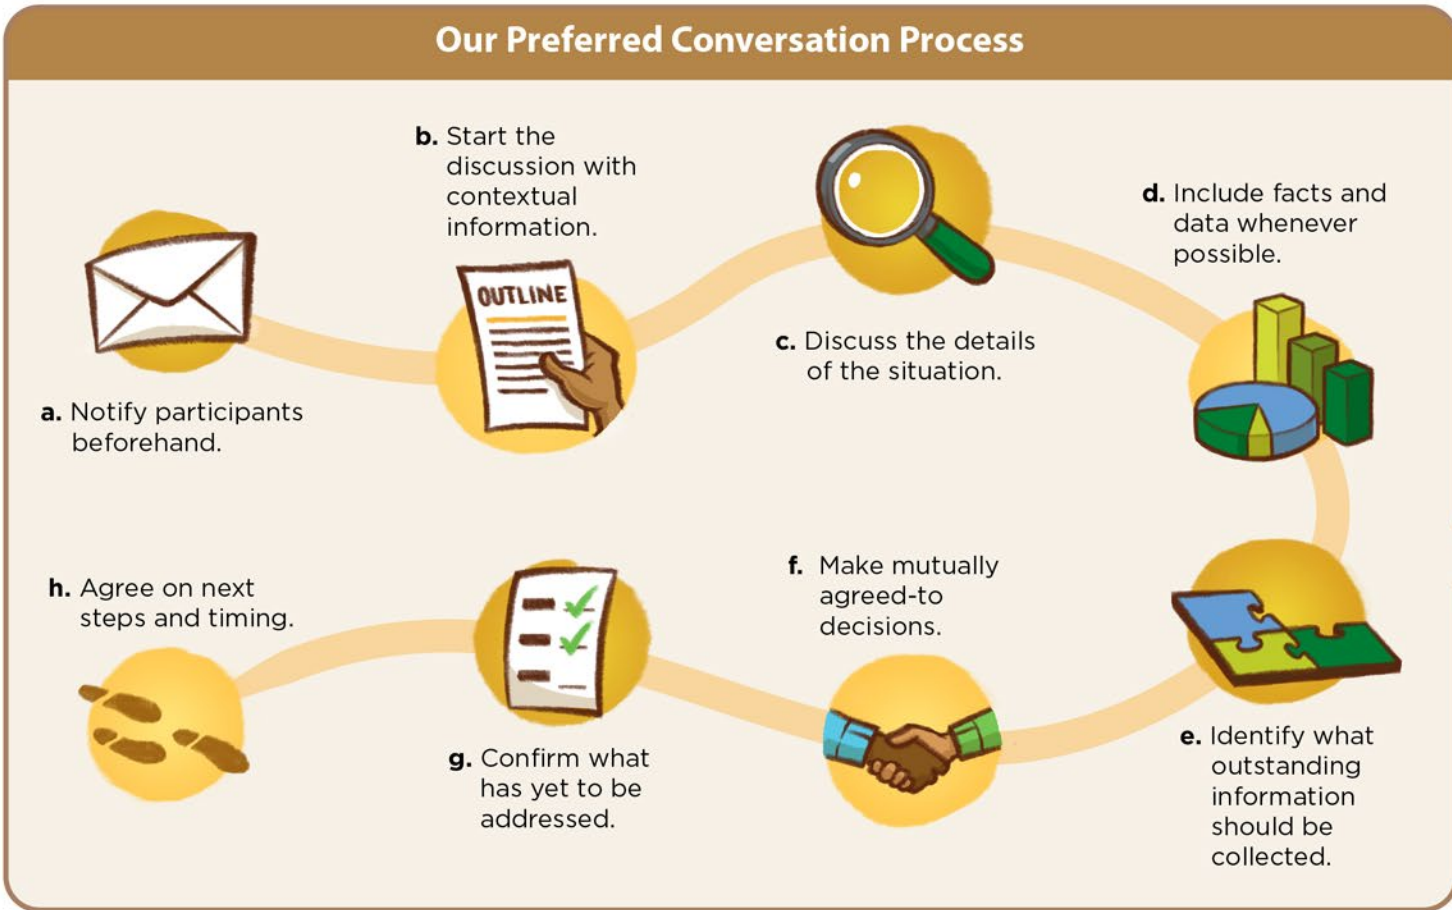 Our Preferred Conversation Process
a. Notify participants
beforehand.
b. Start the
discussion with
contextual
information.
OUTLINE
c. Discuss the details
of the situation.
d. Include facts and
data whenever
possible.
e. Identify what
outstanding
information
should be
collected.
f. Make mutually
agreed-to
decisions.
g. Confirm what
has yet to be
addressed.
h. Agree on next
steps and timing.